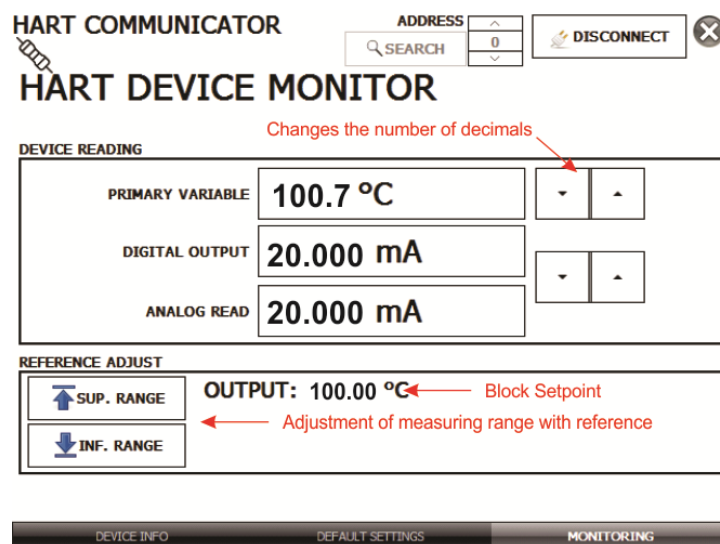 HART COMMUNICATOR
ADDRESS
SEARCH
0
DISCONNECT
HART DEVICE MONITOR
Changes the number of decimals
DEVICE READING
PRIMARY VARIABLE 100.7 ºC
DIGITAL OUTPUT 20.000 mA
ANALOG READ 20.000 mA
REFERENCE ADJUST
SUP. RANGE
OUTPUT: 100.00 ºC
Block Setpoint
Adjustment of measuring range with reference
INF. RANGE
DEVICE INFO DEFAULT SETTINGS MONITORING